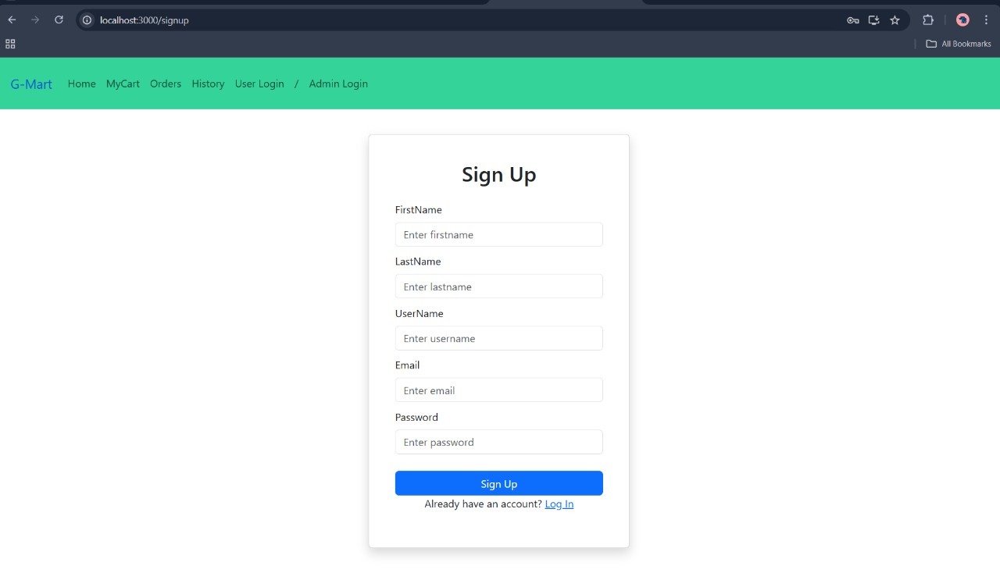 localhost:3000/signup
All Bookmarks
G-Mart Home MyCart Orders History User Login / Admin Login
Sign Up
FirstName
Enter firstname
LastName
Enter lastname
UserName
Enter username
Email
Enter email
Password
Enter password
Sign Up
Already have an account? Log In